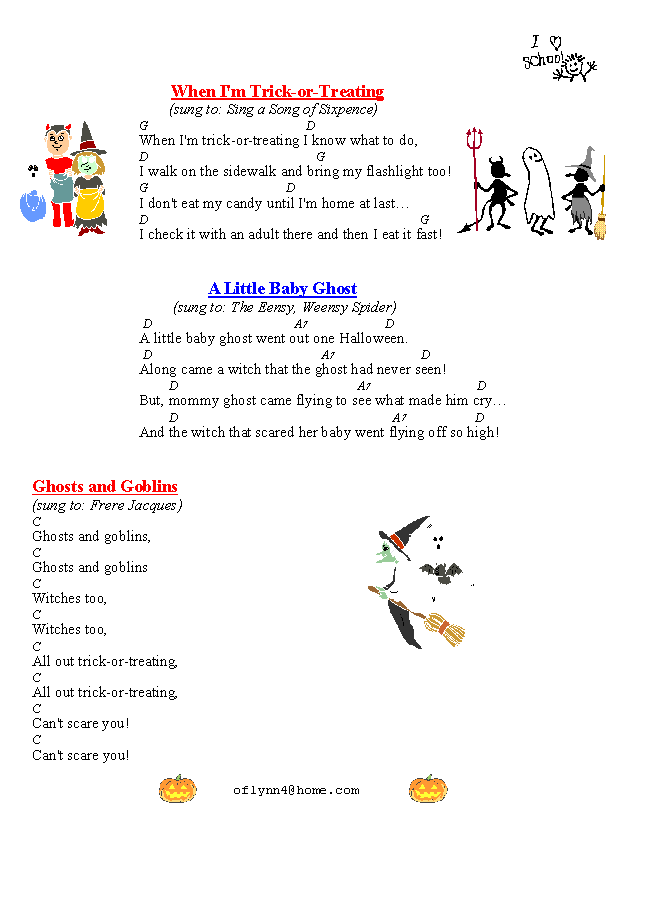 I ♡
school
When I'm Trick-or-Treating
(sung to: Sing a Song of Sixpence)
G D
When I'm trick-or-treating I know what to do,
D G
I walk on the sidewalk and bring my flashlight too!
G D
I don't eat my candy until I'm home at last…
D G
I check it with an adult there and then I eat it fast!
A Little Baby Ghost
(sung to: The Eensy, Weensy Spider)
D A7 D
A little baby ghost went out one Halloween.
D A7 D
Along came a witch that the ghost had never seen!
D A7 D
But, mommy ghost came flying to see what made him cry…
D A7 D
And the witch that scared her baby went flying off so high!
Ghosts and Goblins
(sung to: Frere Jacques)
C
Ghosts and goblins,
C
Ghosts and goblins
C
Witches too,
C
Witches too,
C
All out trick-or-treating,
C
All out trick-or-treating,
C
Can't scare you!
C
Can't scare you!
oflynn4@home.com